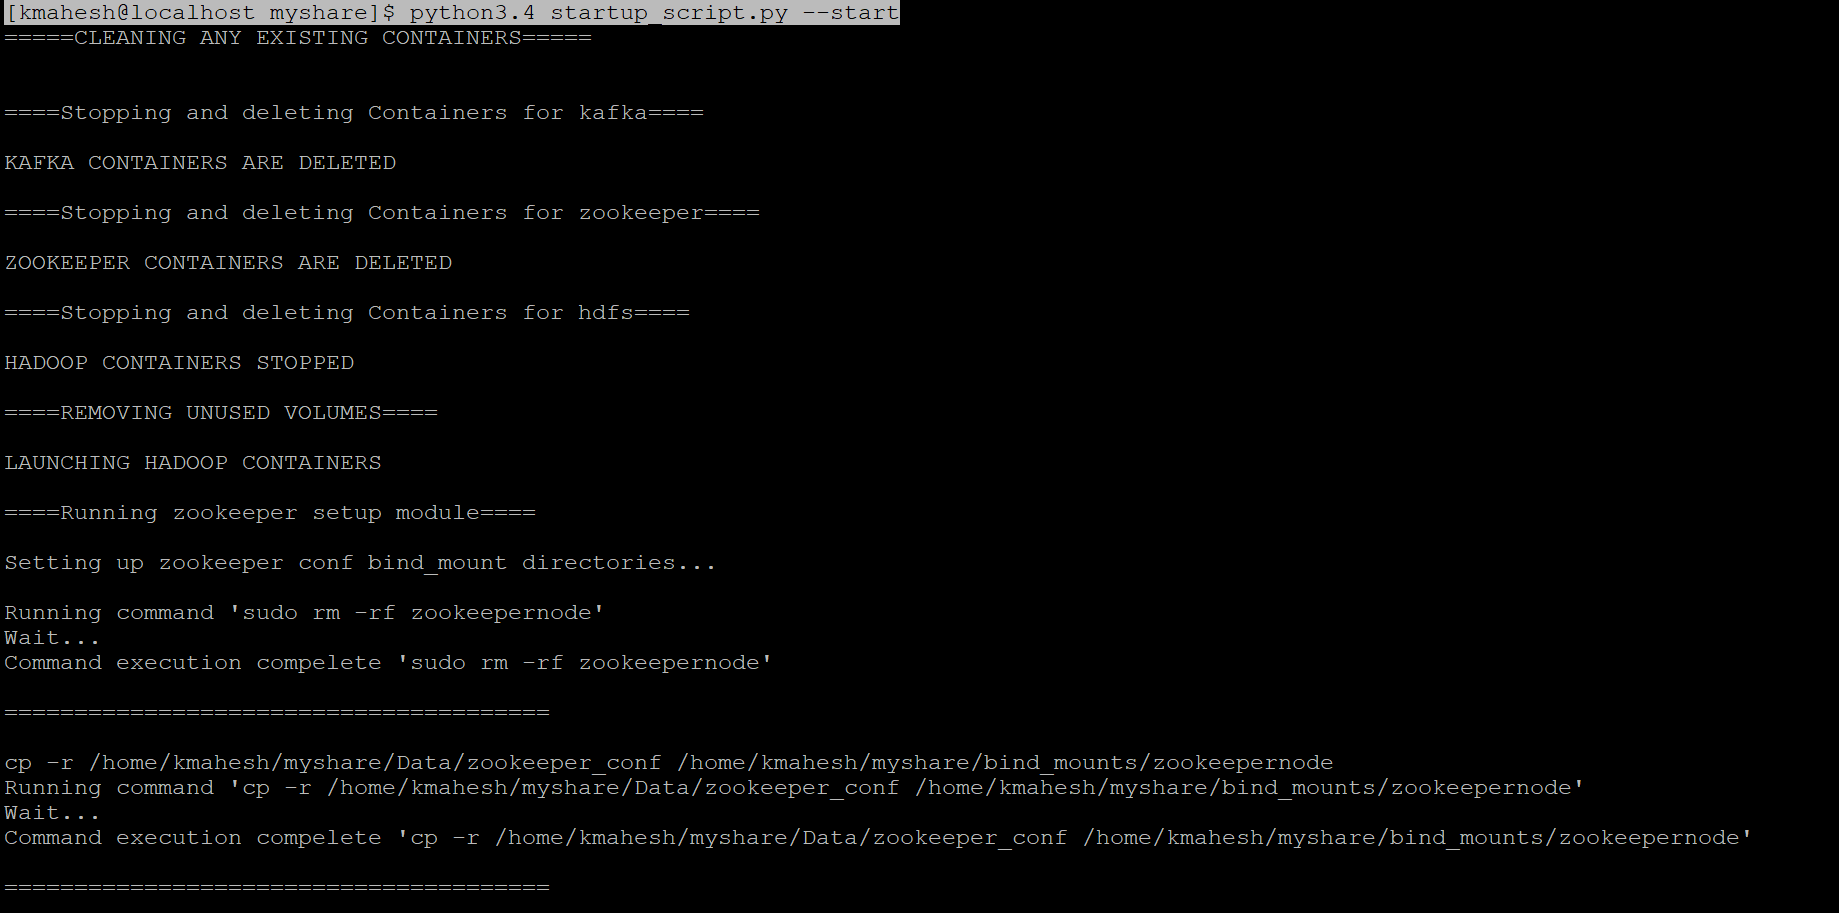 [kmahesh@localhost myshare]$ python3.4 startup_script.py --start
=====CLEANING ANY EXISTING CONTAINERS=====
====Stopping and deleting Containers for kafka====
KAFKA CONTAINERS ARE DELETED
====Stopping and deleting Containers for zookeeper====
ZOOKEEPER CONTAINERS ARE DELETED
====Stopping and deleting Containers for hdfs====
HADOOP CONTAINERS STOPPED
====REMOVING UNUSED VOLUMES====
LAUNCHING HADOOP CONTAINERS
====Running zookeeper setup module====
Setting up zookeeper conf bind_mount directories...
Running command 'sudo rm -rf zookeepernode'
Wait...
Command execution compelete 'sudo rm -rf zookeepernode'
=======================================
cp -r /home/kmahesh/myshare/Data/zookeeper_conf /home/kmahesh/myshare/bind_mounts/zookeepernode
Running command 'cp -r /home/kmahesh/myshare/Data/zookeeper_conf /home/kmahesh/myshare/bind_mounts/zookeepernode'
Wait...
Command execution compelete 'cp -r /home/kmahesh/myshare/Data/zookeeper_conf /home/kmahesh/myshare/bind_mounts/zookeepernode'
=======================================